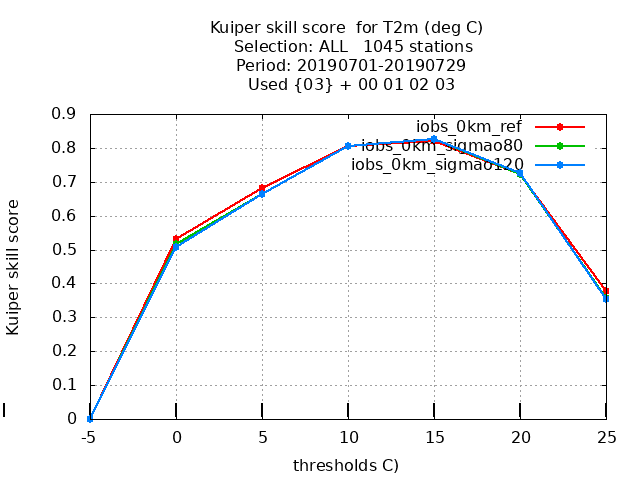 Kuiper skill score  for T2m (deg C)
Selection: ALL   1045 stations
Period: 20190701-20190729
Used {03} + 00 01 02 03
iobs_0km_ref
iobs_0km_sigmao80
iobs_0km_sigmao120
0.9
0.8
0.7
0.6
0.5
0.4
0.3
0.2
0.1
0
Kuiper skill score
-5 0 5 10 15 20 25
thresholds C)